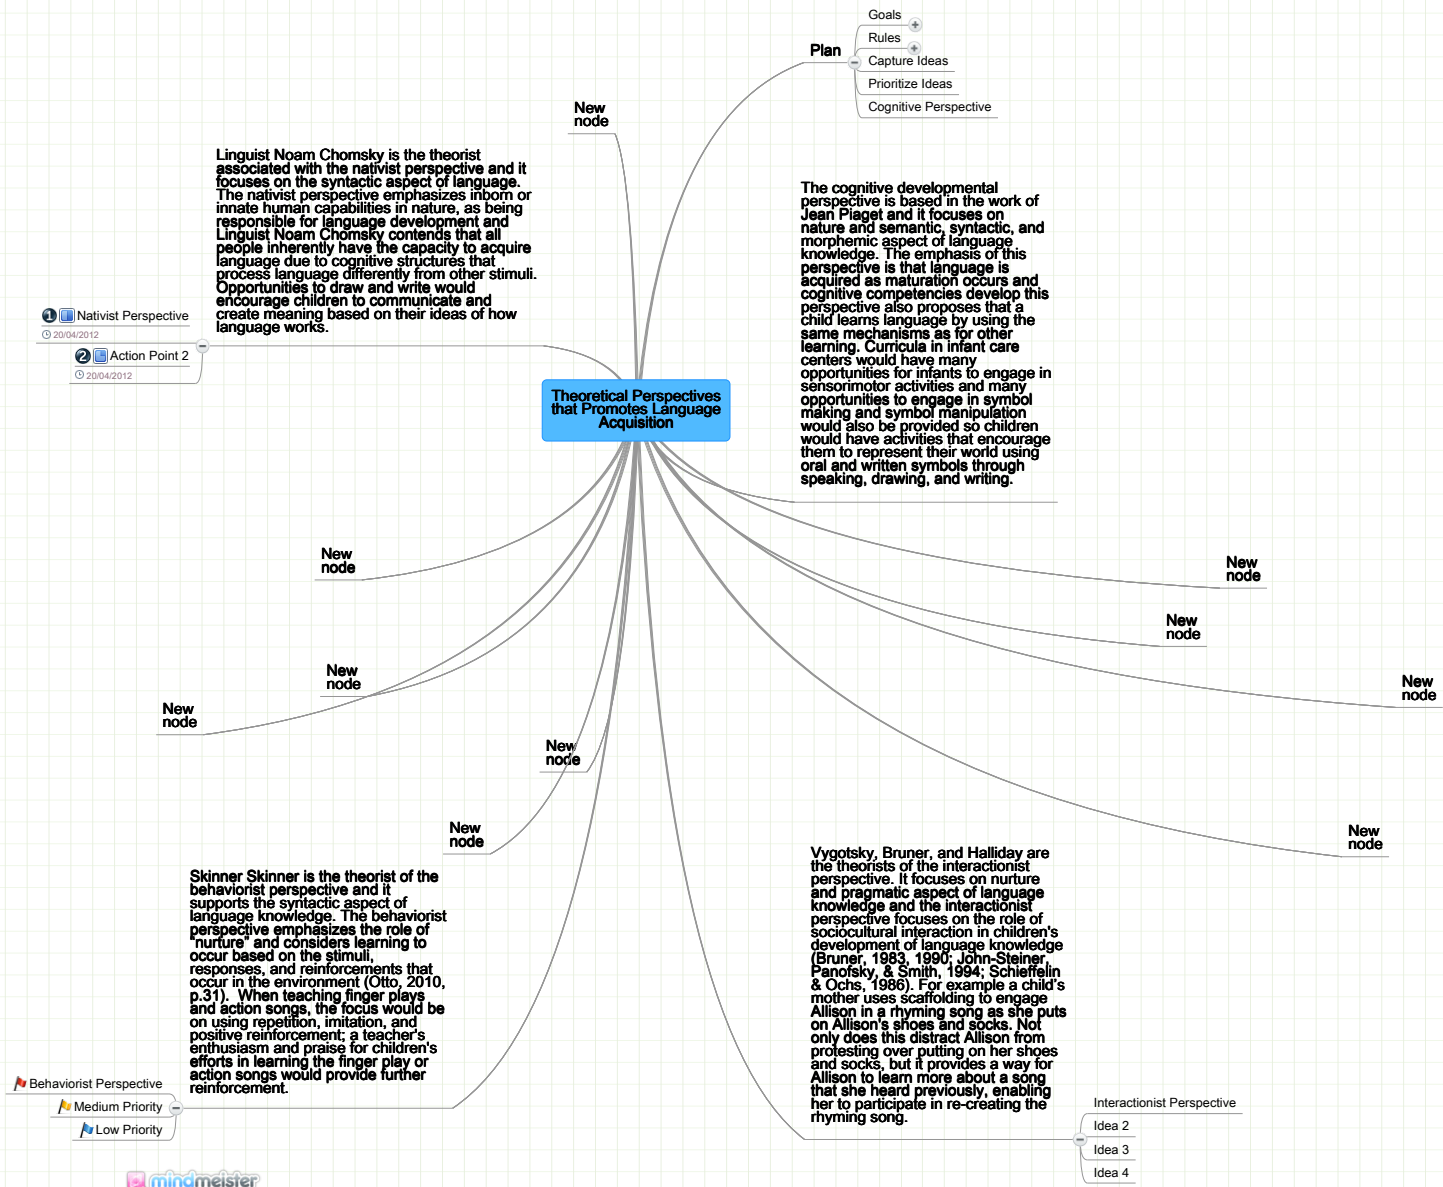 Goals
Rules
Plan
Capture Ideas
Prioritize Ideas
Cognitive Perspective
New
node
Linguist Noam Chomsky is the theorist
associated with the nativist perspective and it
focuses on the syntactic aspect of language.
The nativist perspective emphasizes inborn or
innate human capabilities in nature, as being
responsible for language development and
Linguist Noam Chomsky contends that all
people inherently have the capacity to acquire
language due to cognitive structures that
process language differently from other stimuli.
Opportunities to draw and write would
encourage children to communicate and
create meaning based on their ideas of how
language works.
1 Nativist Perspective
20/04/2012
2 Action Point 2
20/04/2012
The cognitive developmental
perspective is based in the work of
Jean Piaget and it focuses on
nature and semantic, syntactic, and
morphemic aspect of language
knowledge. The emphasis of this
perspective is that language is
acquired as maturation occurs and
cognitive competencies develop this
perspective also proposes that a
child learns language by using the
same mechanisms as for other
learning. Curricula in infant care
centers would have many
opportunities for infants to engage in
sensorimotor activities and many
opportunities to engage in symbol
making and symbol manipulation
would also be provided so children
would have activities that encourage
them to represent their world using
oral and written symbols through
speaking, drawing, and writing.
Theoretical Perspectives
that Promotes Language
Acquisition
New
node
New
node
New
node
New
node
New
node
New
node
New
node
New
node
New
node
Skinner Skinner is the theorist of the
behaviorist perspective and it
supports the syntactic aspect of
language knowledge. The behaviorist
perspective emphasizes the role of
"nurture" and considers learning to
occur based on the stimuli,
responses, and reinforcements that
occur in the environment (Otto, 2010,
p.31).  When teaching finger plays
and action songs, the focus would be
on using repetition, imitation, and
positive reinforcement; a teacher's
enthusiasm and praise for children's
efforts in learning the finger play or
action songs would provide further
reinforcement.
Behaviorist Perspective
Medium Priority
Low Priority
Vygotsky, Bruner, and Halliday are
the theorists of the interactionist
perspective. It focuses on nurture
and pragmatic aspect of language
knowledge and the interactionist
perspective focuses on the role of
sociocultural interaction in children's
development of language knowledge
(Bruner, 1983, 1990; John-Steiner,
Panofsky, & Smith, 1994; Schieffelin
& Ochs, 1986). For example a child's
mother uses scaffolding to engage
Allison in a rhyming song as she puts
on Allison's shoes and socks. Not
only does this distract Allison from
protesting over putting on her shoes
and socks, but it provides a way for
Allison to learn more about a song
that she heard previously, enabling
her to participate in re-creating the
rhyming song.
Interactionist Perspective
Idea 2
Idea 3
Idea 4
mindmeister